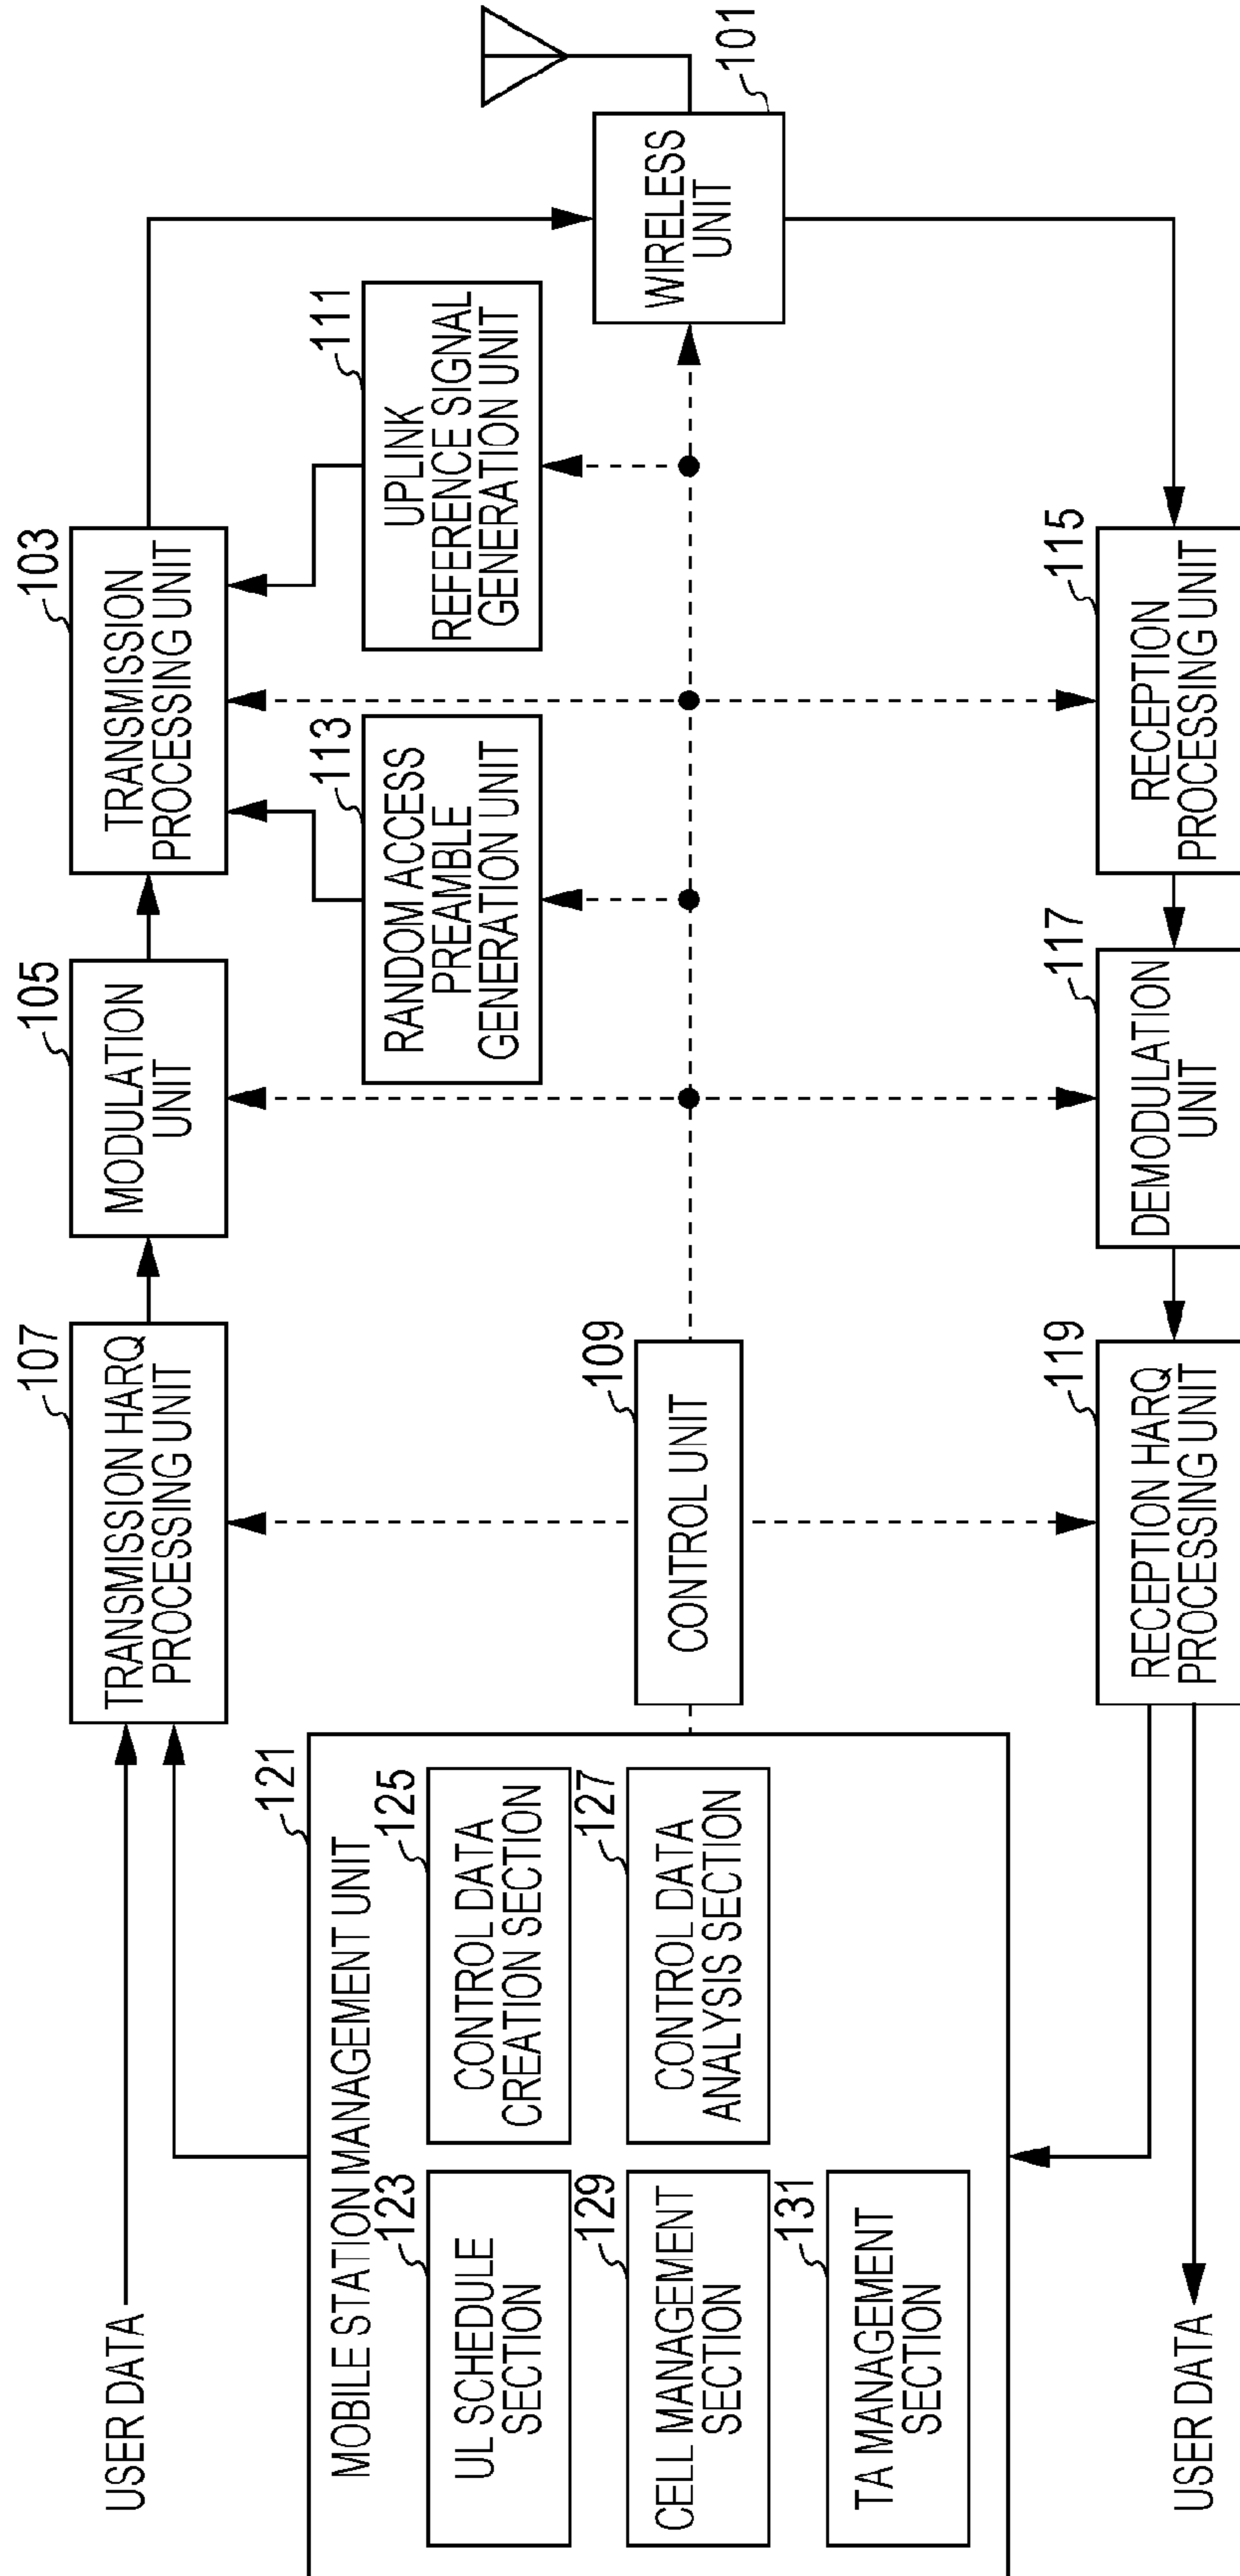 USER DATA
107
TRANSMISSION HARQ
PROCESSING UNIT
105
MODULATION
UNIT
103
TRANSMISSION
PROCESSING UNIT
121
MOBILE STATION MANAGEMENT UNIT
123
UL SCHEDULE
SECTION
125
CONTROL DATA
CREATION SECTION
129
CELL MANAGEMENT
SECTION
127
CONTROL DATA
ANALYSIS SECTION
131
TA MANAGEMENT
SECTION
113
RANDOM ACCESS
PREAMBLE
GENERATION UNIT
111
UPLINK
REFERENCE SIGNAL
GENERATION UNIT
109
CONTROL UNIT
101
WIRELESS
UNIT
119
RECEPTION HARQ
PROCESSING UNIT
117
DEMODULATION
UNIT
115
RECEPTION
PROCESSING UNIT
USER DATA